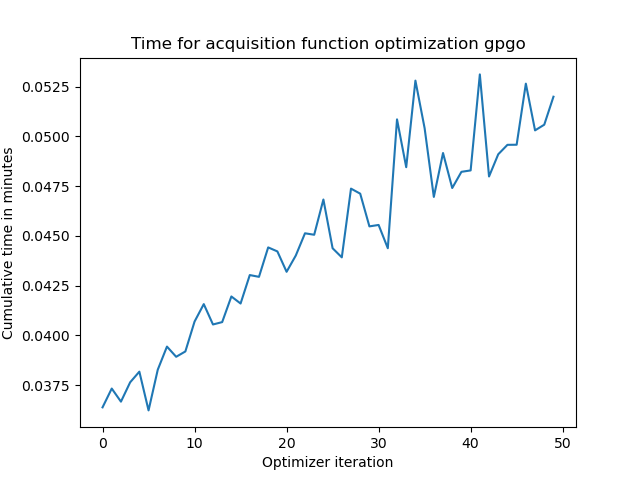 Time for acquisition function optimization gpgo
Cumulative time in minutes
0.0525
0.0500
0.0475
0.0450
0.0425
0.0400
0.0375
0 10 20 30 40 50
Optimizer iteration